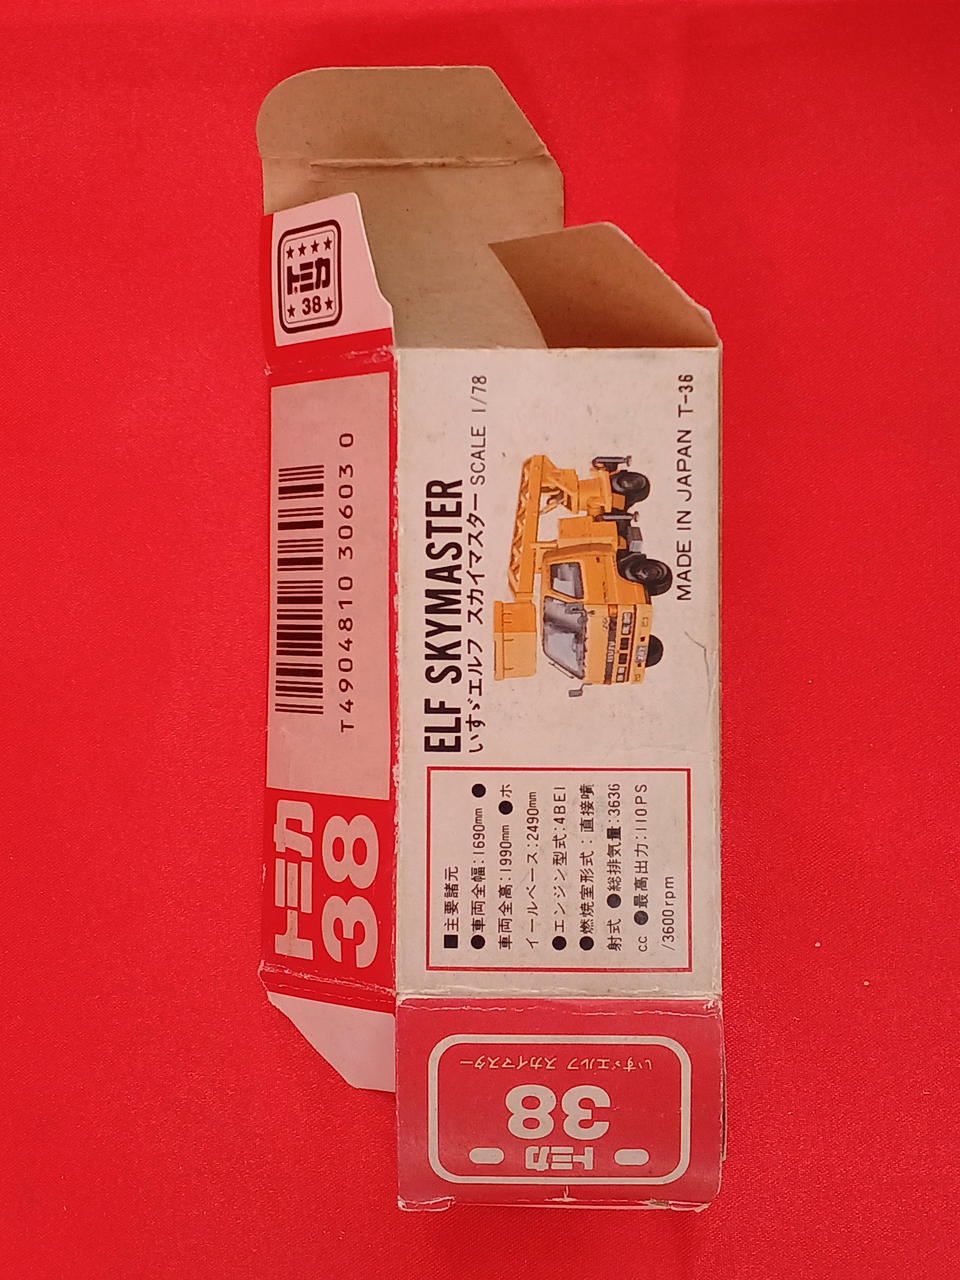 トミカ
38
T4904810 30603 0
トミカ
38
ELF SKYMASTER
いすゞエルフ スカイマスター SCALE 1/78
ISUZU
MADE IN JAPAN T-36
■主要諸元
●車両全幅:1690mm ●
車両全高:1990mm ●ホ
イールベース:2490mm
●エンジン型式:4BE1
●燃焼室形式:直接噴
射式 ●総排気量:3636
cc ●最高出力:110PS
/3600rpm
トミカ
38
いすゞエルフ スカイマスター